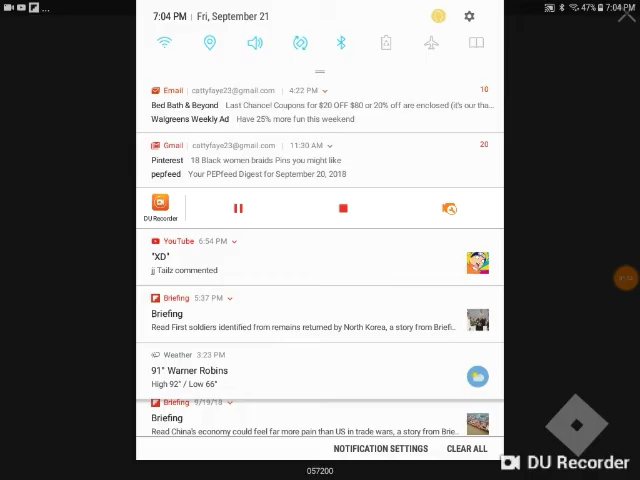 ...
47% 7:04 PM
7:04 PM | Fri, September 21
Email | cattyfaye23@gmail.com | 4:22 PM 10
Bed Bath & Beyond Last Chance! Coupons for $20 OFF $80 or 20% off are enclosed (it's our tha...
Walgreens Weekly Ad Have 25% more fun this weekend
Gmail | cattyfaye23@gmail.com | 11:30 AM 20
Pinterest 18 Black women braids Pins you might like
pepfeed Your PEPfeed Digest for September 20, 2018
DU Recorder
YouTube 6:54 PM
"XD"
jj Tailz commented
Briefing 5:37 PM
Briefing
Read First soldiers identified from remains returned by North Korea, a story from Briefi..
Weather 3:23 PM
91° Warner Robins
High 92° / Low 66°
Briefing 9/19/18
Briefing
Read China's economy could feel far more pain than US in trade wars, a story from Brie..
NOTIFICATION SETTINGS CLEAR ALL
DU Recorder
057200